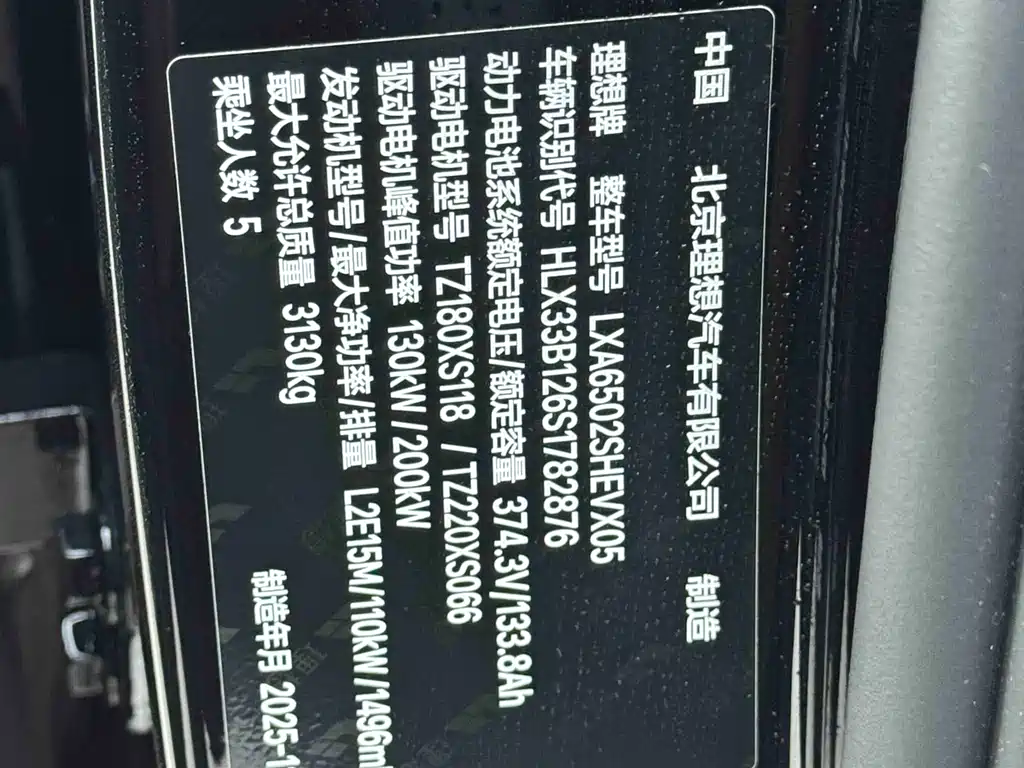 中国 北京理想汽车有限公司 制造
理想牌 整车型号 LXA6502SHEVX05
车辆识别代号 HLX33B126S1782876
动力电池系统额定电压/额定容量 374.3V/133.8Ah
驱动电机型号 TZ180XS118 / TZ220XS066
驱动电机峰值功率 130kW / 200kW
发动机型号/最大净功率/排量 L2E15M/110kW/1496m
最大允许总质量 3130kg
乘坐人数 5 制造年月 2025-1